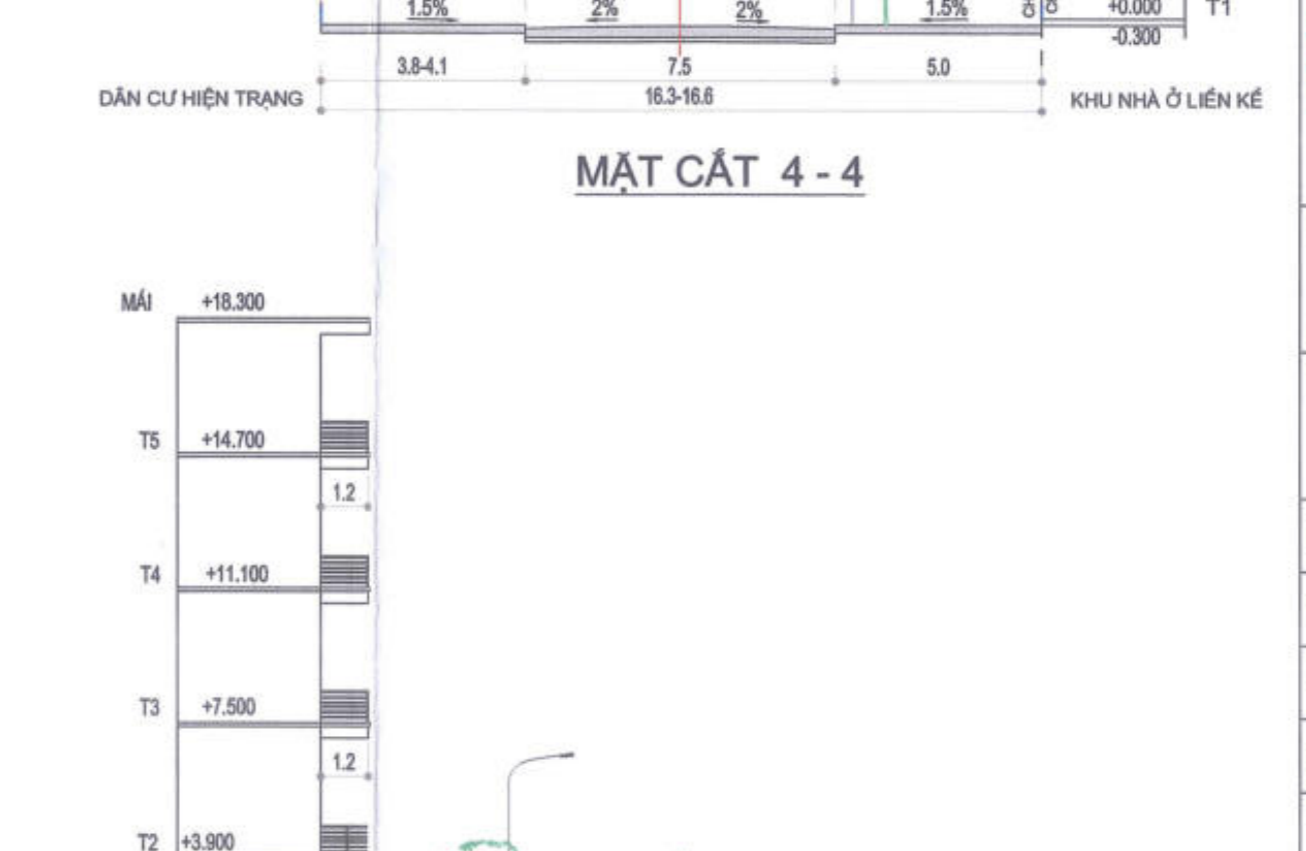 1.5% 2% 2% 1.5% +0.000 T1
-0.300
3.8-4.1 7.5 5.0
DÂN CƯ HIỆN TRẠNG 16.3-16.6 KHU NHÀ Ở LIỀN KỀ
MẶT CẮT 4 - 4
MÁI +18.300
T5 +14.700
1.2
T4 +11.100
T3 +7.500
1.2
T2 +3.900